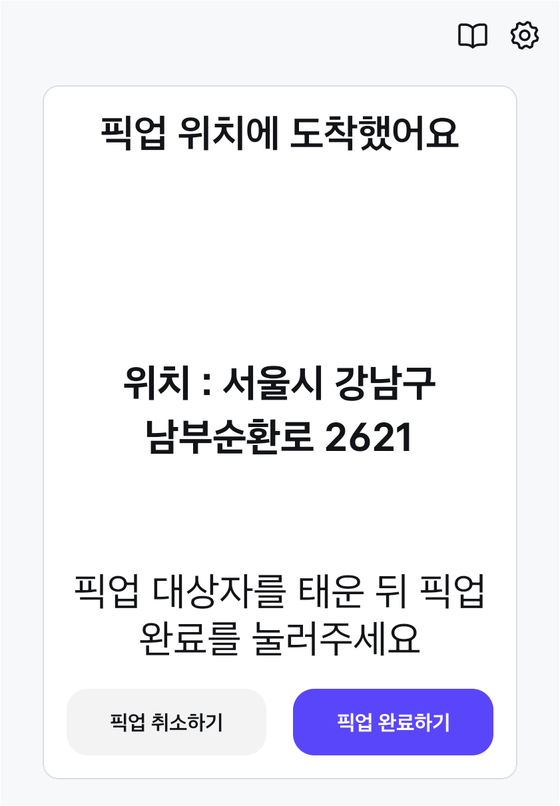 픽업 위치에 도착했어요
위치 : 서울시 강남구
남부순환로 2621
픽업 대상자를 태운 뒤 픽업
완료를 눌러주세요
픽업 취소하기
픽업 완료하기